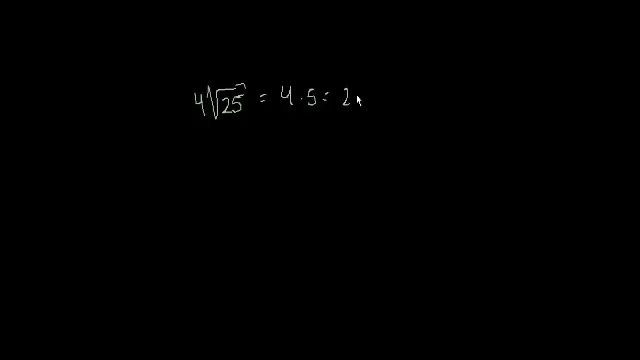 4√25 = 4 · 5 = 2